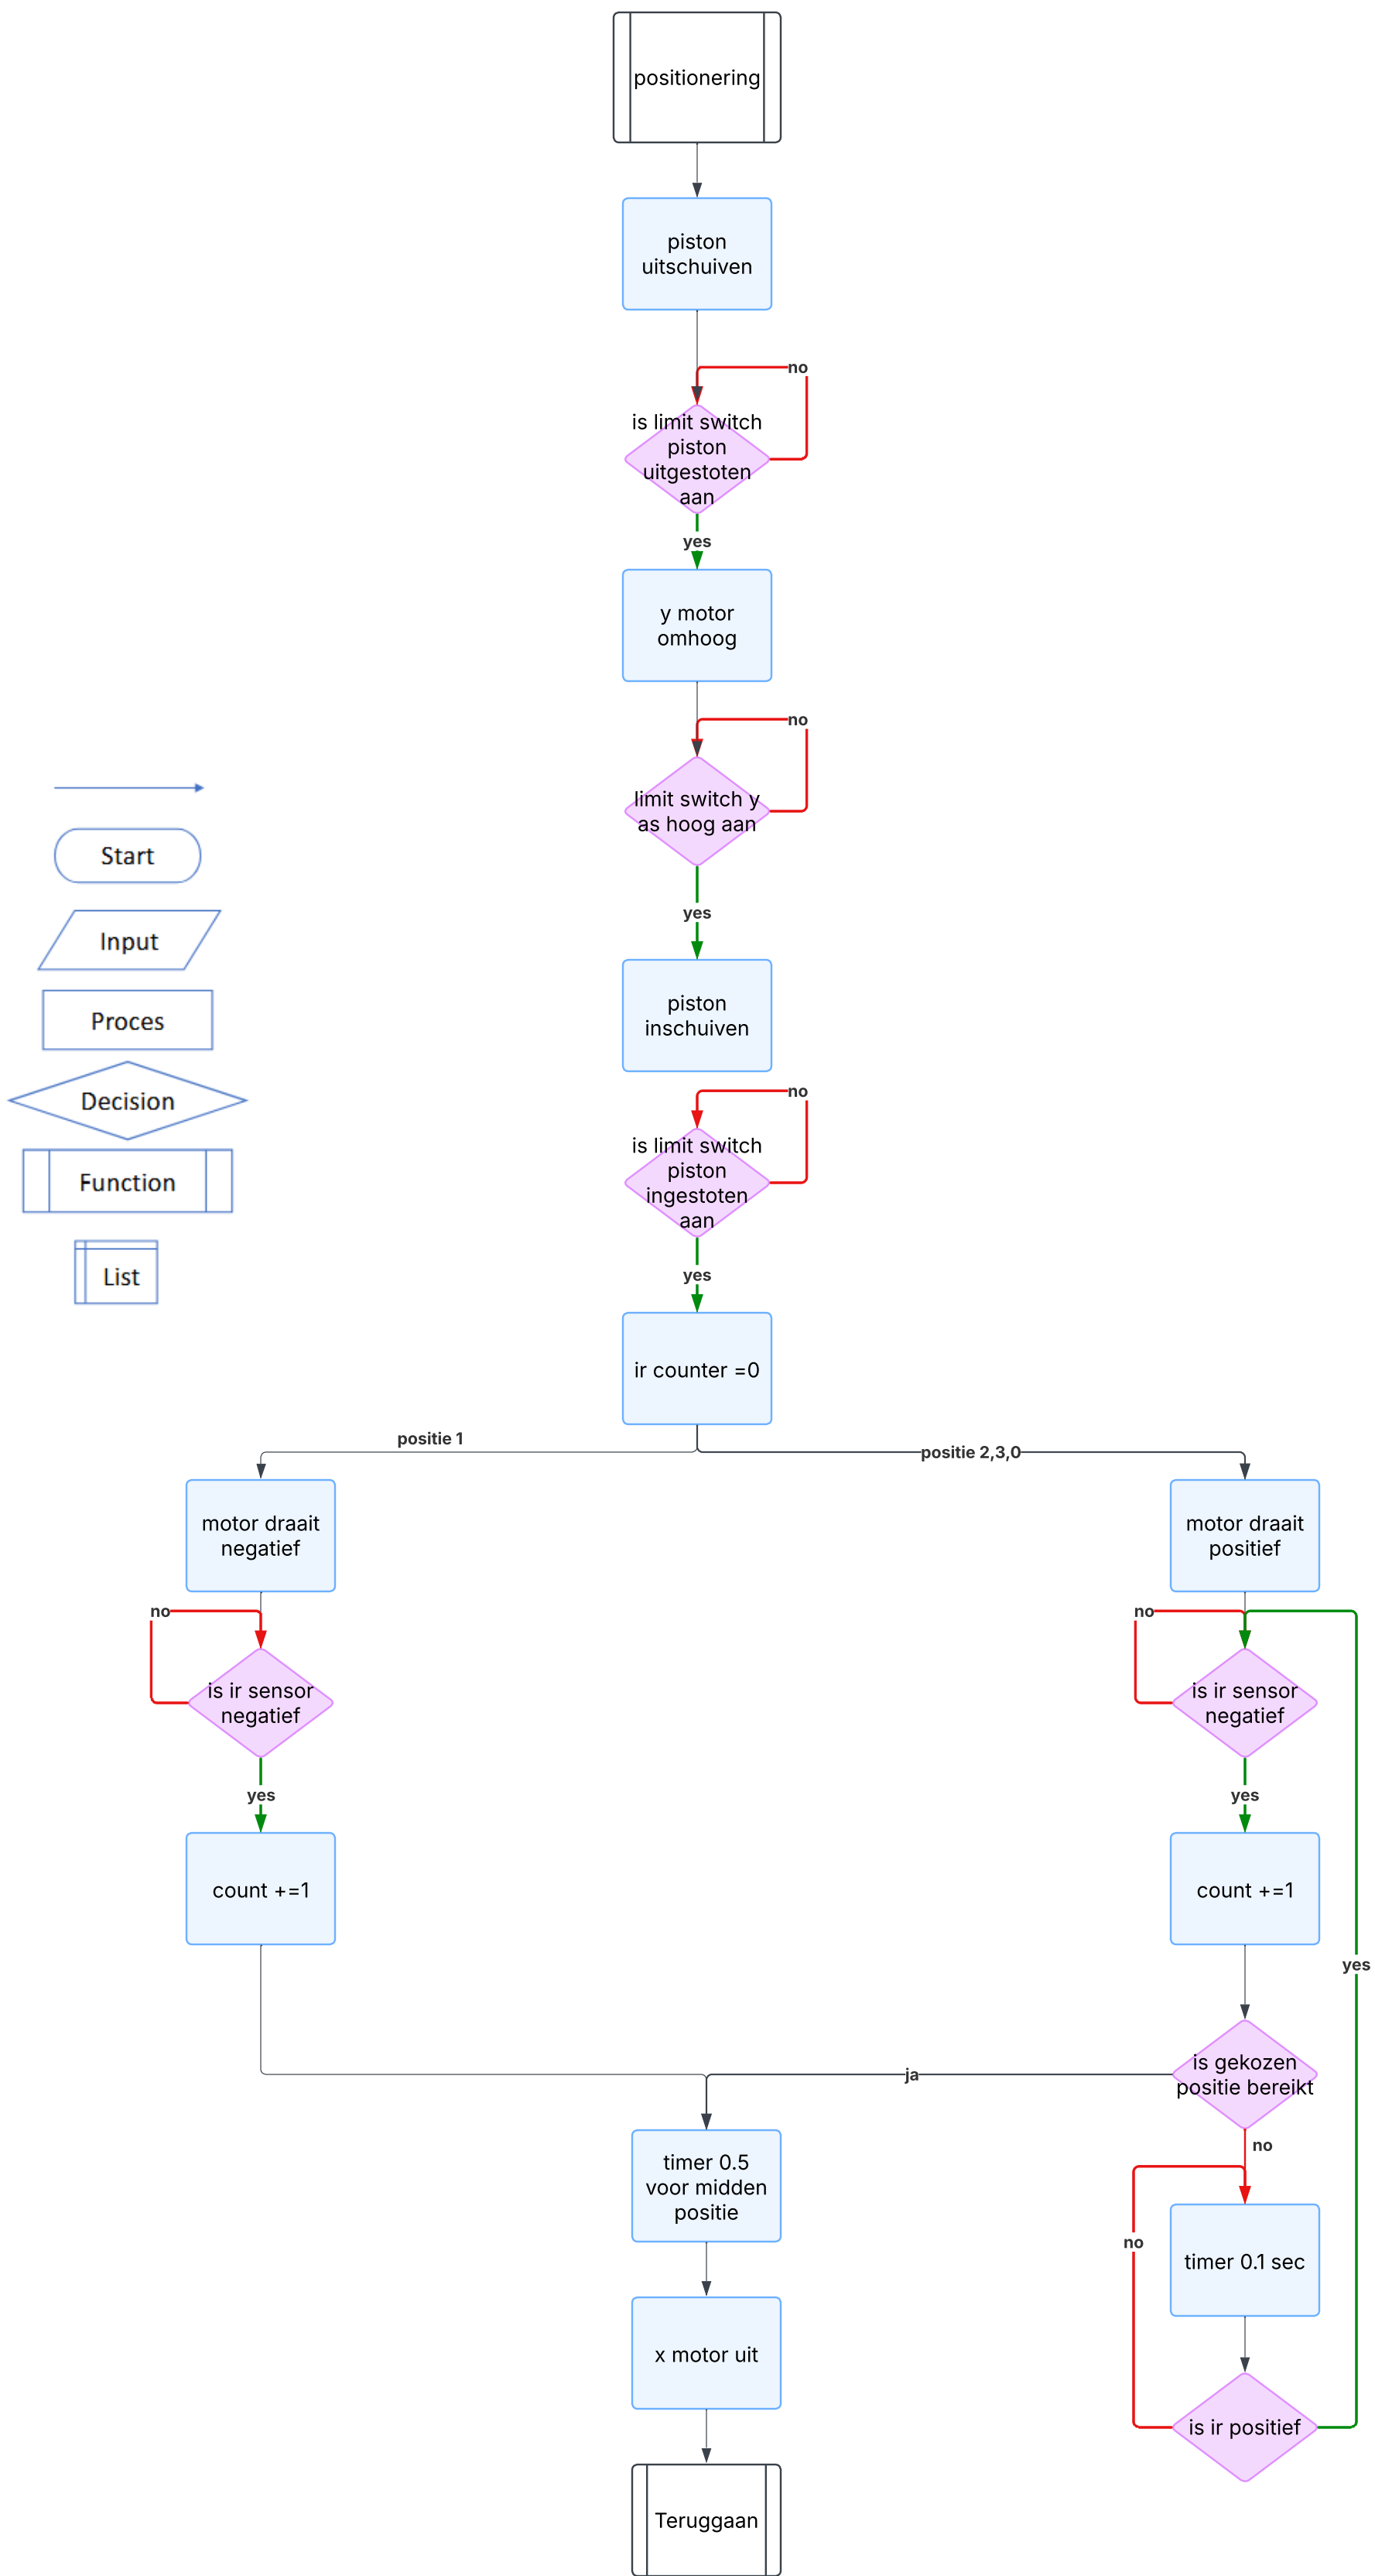 positionering
piston
uitschuiven
no
is limit switch
piston
uitgestoten
aan
yes
y motor
omhoog
no
limit switch y
as hoog aan
yes
piston
inschuiven
no
is limit switch
piston
ingestoten
aan
yes
ir counter =0
positie 1
positie 2,3,0
motor draait
negatief
motor draait
positief
no
no
is ir sensor
negatief
is ir sensor
negatief
yes
yes
count +=1
count +=1
yes
is gekozen
positie bereikt
ja
no
timer 0.5
voor midden
positie
no
timer 0.1 sec
x motor uit
is ir positief
Teruggaan
Start
Input
Proces
Decision
Function
List